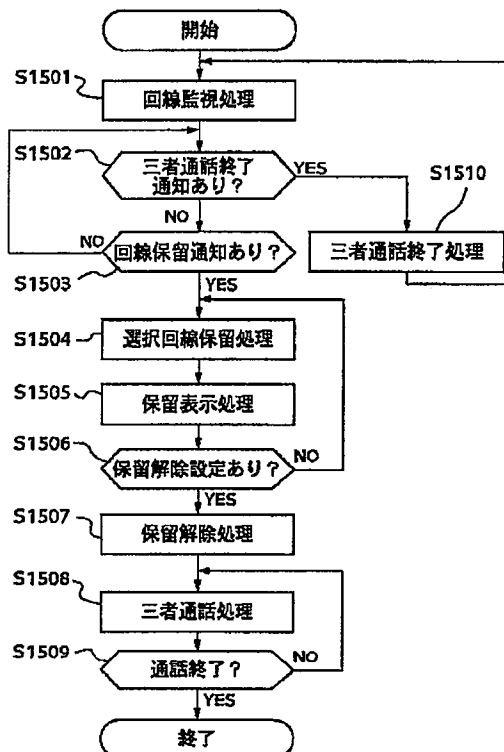 開始
S1501
回線監視処理
S1502
三者通話終了
通知あり？
YES
NO
S1510
三者通話終了処理
NO
回線保留通知あり？
S1503
YES
S1504
選択回線保留処理
S1505
保留表示処理
S1506
保留解除設定あり？
NO
YES
S1507
保留解除処理
S1508
三者通話処理
S1509
通話終了？
NO
YES
終了